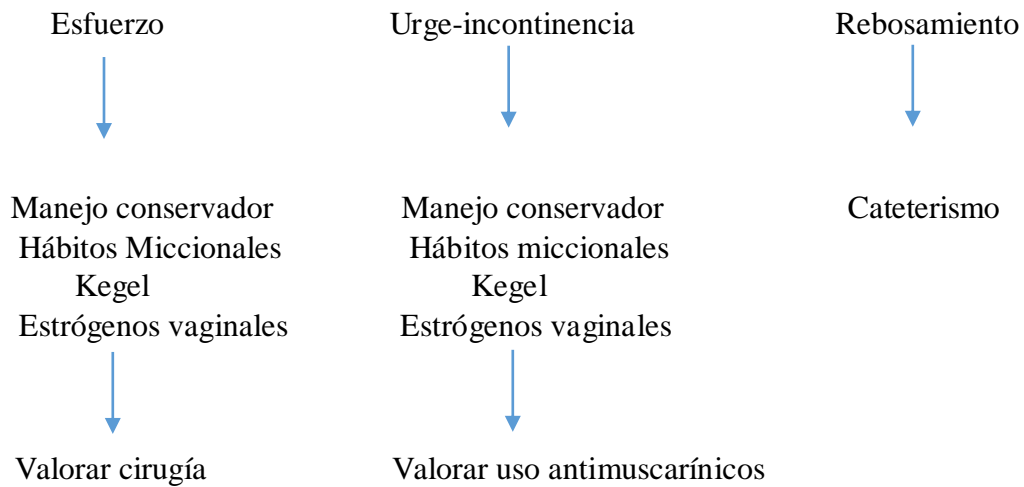 Esfuerzo Urge-incontinencia Rebosamiento
Manejo conservador Manejo conservador Cateterismo
Hábitos Miccionales Hábitos miccionales
Kegel Kegel
Estrógenos vaginales Estrógenos vaginales
Valorar cirugía Valorar uso antimuscarínicos